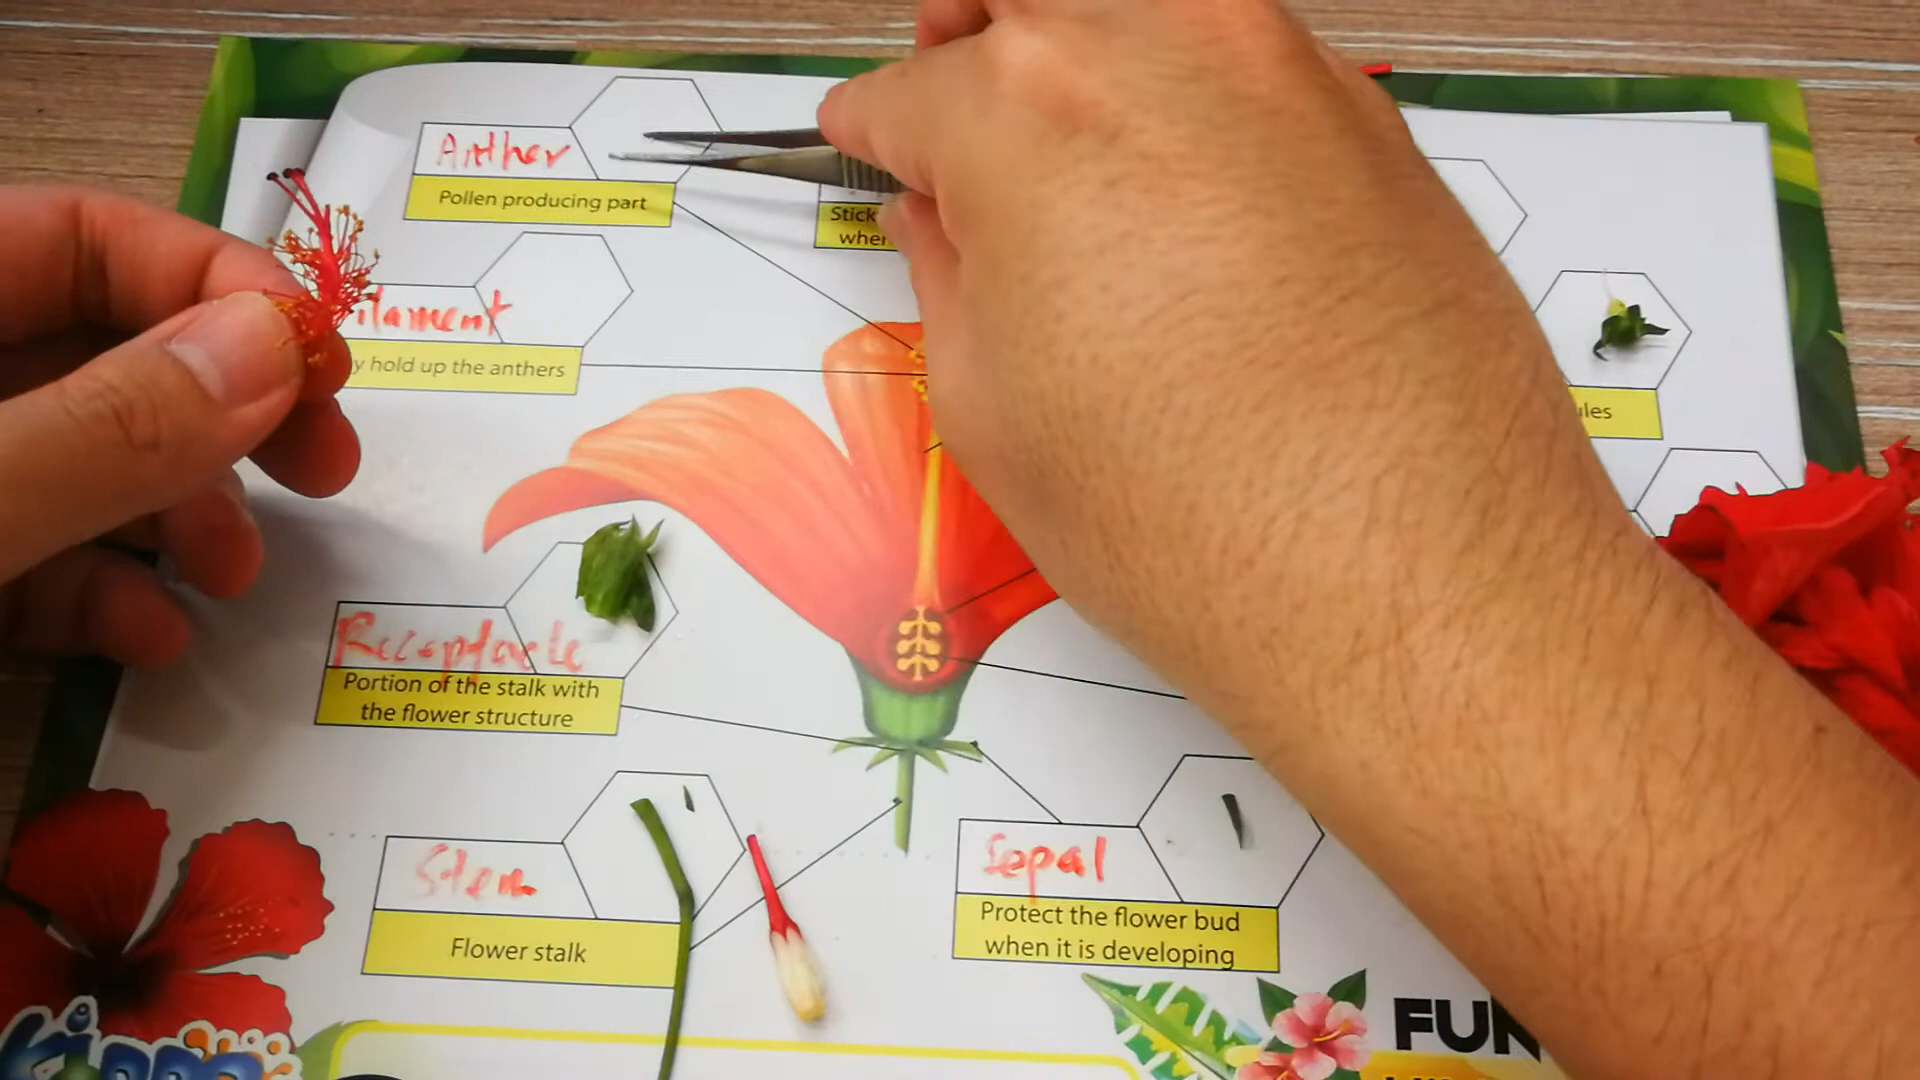 Anther
Pollen producing part
Stick
when
ilament
y hold up the anthers
ules
Receptacle
Portion of the stalk with
the flower structure
Stem
Flower stalk
Sepal
Protect the flower bud
when it is developing
FUN